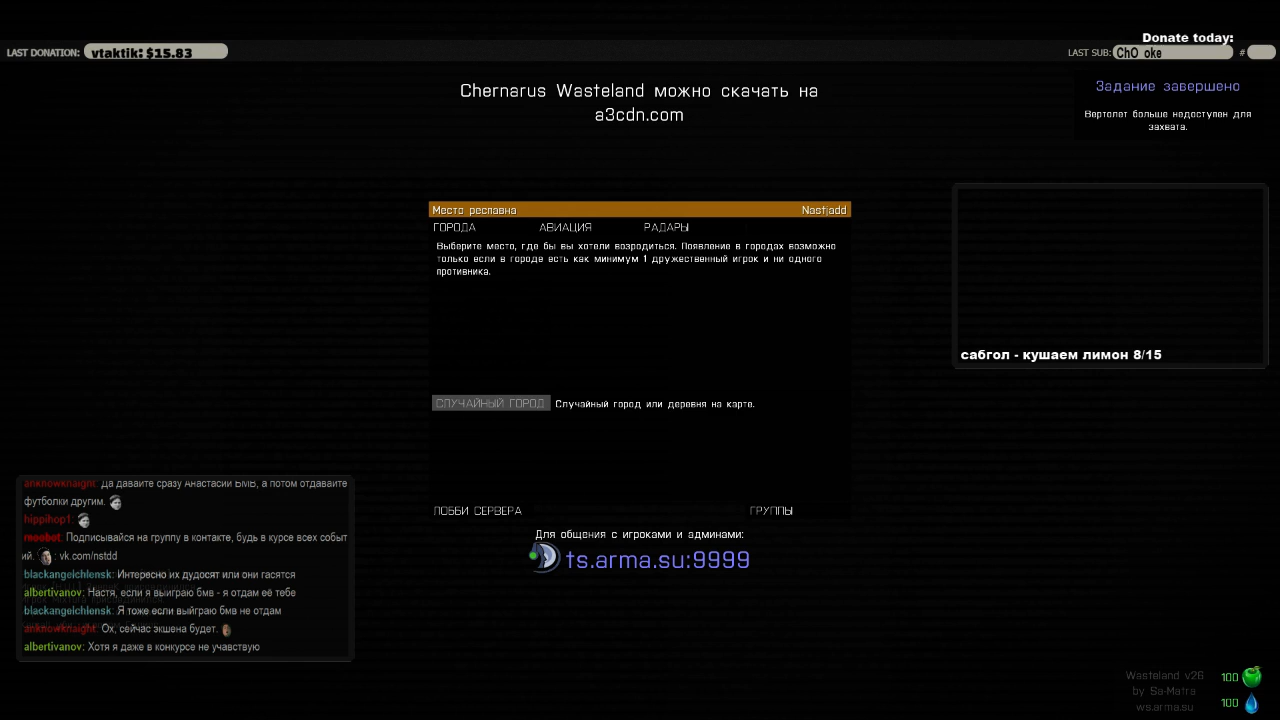 Donate today:
LAST DONATION: vtaktik: $15.83
LAST SUB: ChO_oke #
Chernarus Wasteland можно скачать на
a3cdn.com
Задание завершено
Вертолет больше недоступен для
захвата.
Место респавна Nastjadd
ГОРОДА АВИАЦИЯ РАДАРЫ
Выберите место, где бы вы хотели возродиться. Появление в городах возможно
только если в городе есть как минимум 1 дружественный игрок и ни одного
противника.
сабгол - кушаем лимон 8/15
СЛУЧАЙНЫЙ ГОРОД Случайный город или деревня на карте.
ЛОББИ СЕРВЕРА ГРУППЫ
Для общения с игроками и админами:
ts.arma.su:9999
anknowknaight: Да давайте сразу Анастасии БМВ, а потом отдавайте
футболки другим.
hippihop1:
moobot: Подписывайся на группу в контакте, будь в курсе всех событ
ий. : vk.com/nstdd
blackangelchlensk: Интересно их дудосят или они гасятся
albertivanov: Настя, если я выиграю бмв - я отдам её тебе
blackangelchlensk: Я тоже если выйграю бмв не отдам
anknowknaight: Ох, сейчас экшена будет.
albertivanov: Хотя я даже в конкурсе не учавствую
Wasteland v26
by Sa-Matra
ws.arma.su
100
100